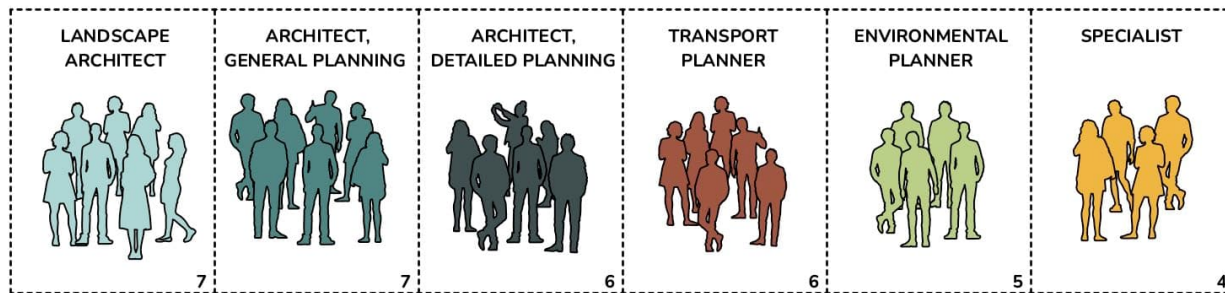 LANDSCAPE
ARCHITECT
7
ARCHITECT,
GENERAL PLANNING
7
ARCHITECT,
DETAILED PLANNING
6
TRANSPORT
PLANNER
6
ENVIRONMENTAL
PLANNER
5
SPECIALIST
4